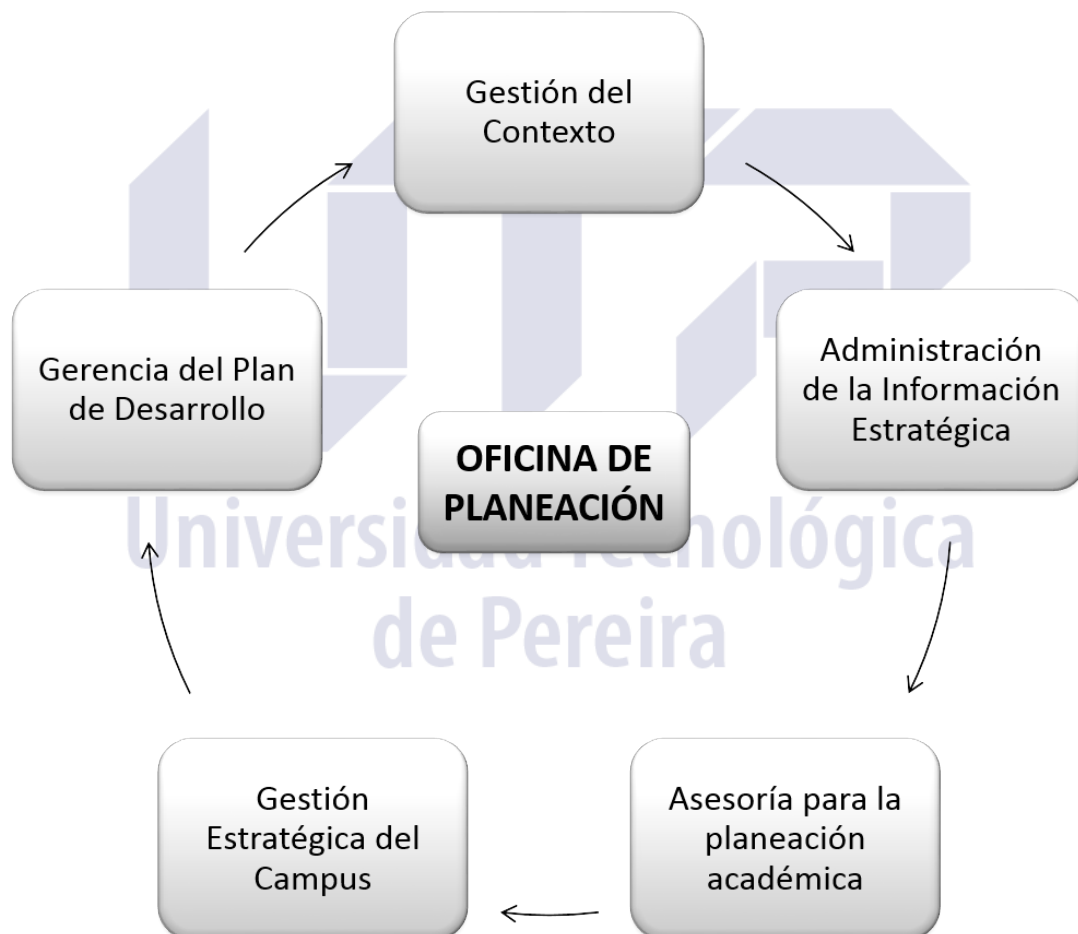 Gestión del
Contexto
Administración
de la Información
Estratégica
Gerencia del Plan
de Desarrollo
OFICINA DE
PLANEACIÓN
Universidad Tecnológica
de Pereira
Asesoría para la
planeación
académica
Gestión
Estratégica del
Campus